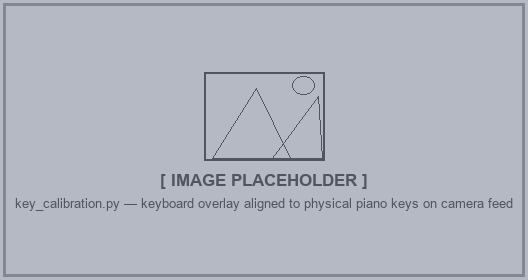 [ IMAGE PLACEHOLDER ]
key_calibration.py — keyboard overlay aligned to physical piano keys on camera feed